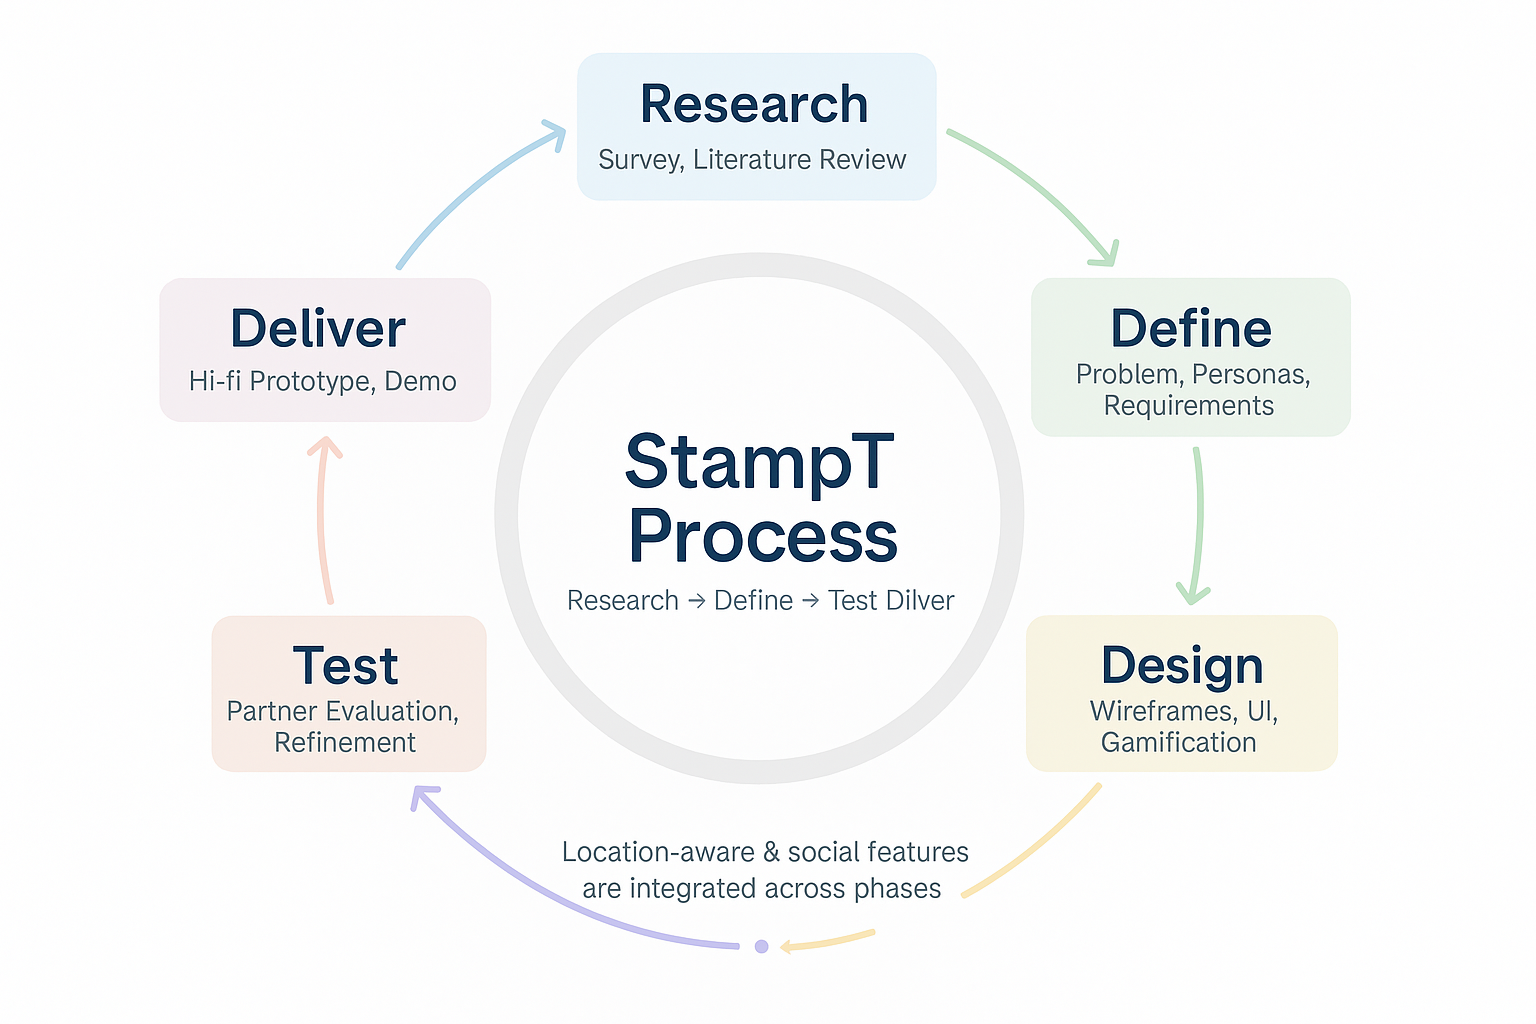 Research
Survey, Literature Review
Deliver
Hi-fi Prototype, Demo
Define
Problem, Personas,
Requirements
StampT
Process
Research → Define → Test Dilver
Test
Partner Evaluation,
Refinement
Design
Wireframes, UI,
Gamification
Location-aware & social features
are integrated across phases